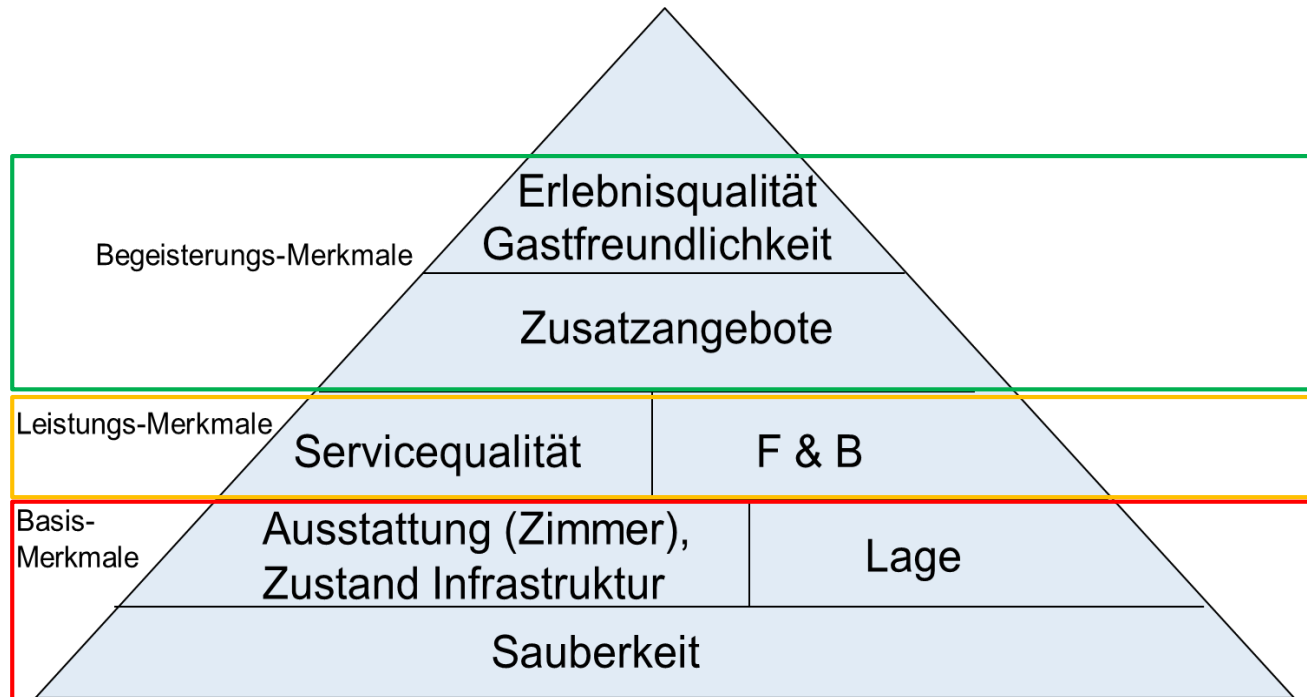 Erlebnisqualität
Gastfreundlichkeit
Begeisterungs-Merkmale
Zusatzangebote
Leistungs-Merkmale
Servicequalität
F & B
Basis-
Merkmale
Ausstattung (Zimmer),
Zustand Infrastruktur
Lage
Sauberkeit